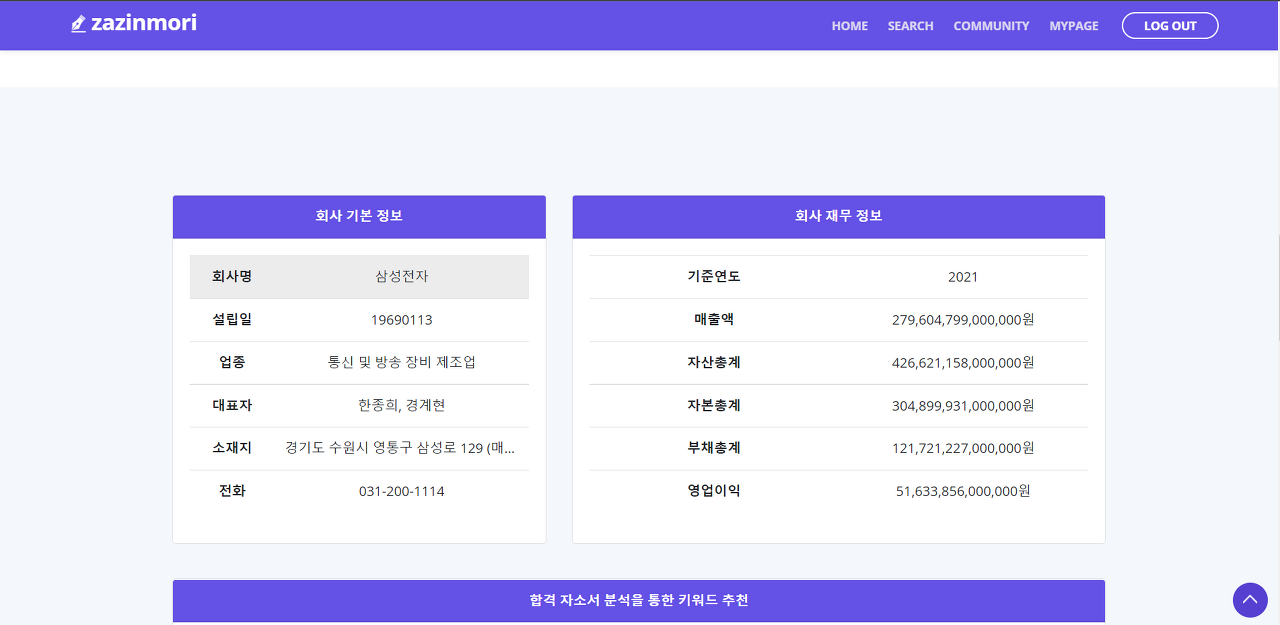 zazinmori
HOME SEARCH COMMUNITY MYPAGE LOG OUT
회사 기본 정보
회사명 삼성전자
설립일 19690113
업종 통신 및 방송 장비 제조업
대표자 한종희, 경계현
소재지 경기도 수원시 영통구 삼성로 129 (매...
전화 031-200-1114
회사 재무 정보
기준연도 2021
매출액 279,604,799,000,000원
자산총계 426,621,158,000,000원
자본총계 304,899,931,000,000원
부채총계 121,721,227,000,000원
영업이익 51,633,856,000,000원
합격 자소서 분석을 통한 키워드 추천